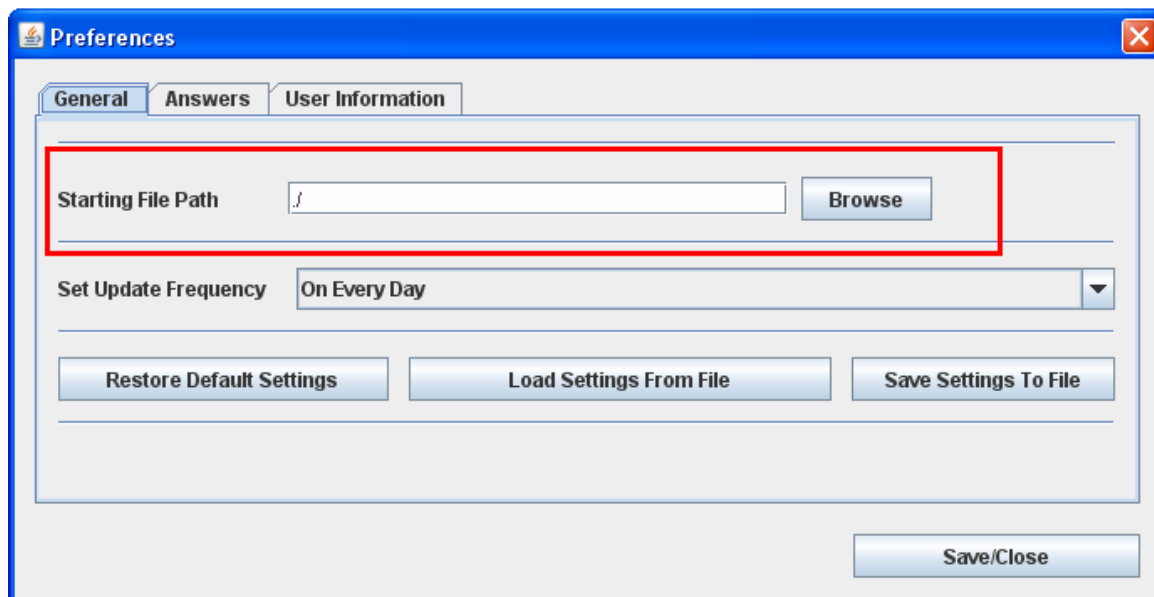 Preferences
General Answers User Information
Starting File Path ./ Browse
Set Update Frequency On Every Day
Restore Default Settings Load Settings From File Save Settings To File
Save/Close